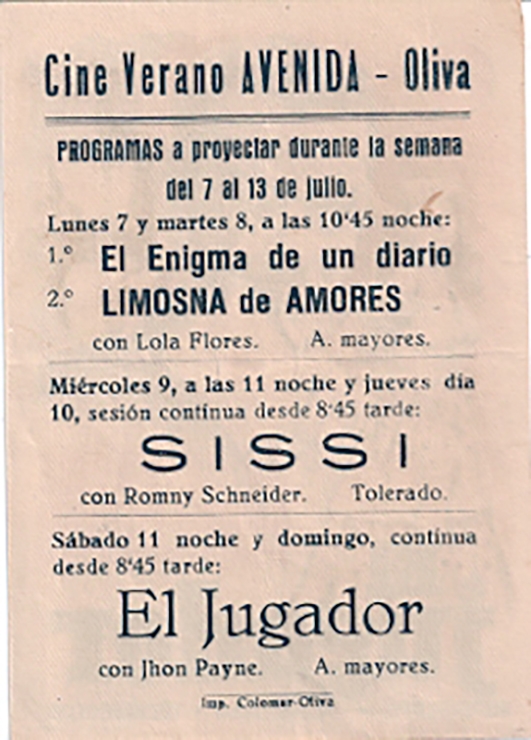 Cine Verano AVENIDA - Oliva
PROGRAMAS a proyectar durante la semana
del 7 al 13 de julio.
Lunes 7 y martes 8, a las 10'45 noche:
1.º El Enigma de un diario
2.º LIMOSNA de AMORES
con Lola Flores. A. mayores.
Miércoles 9, a las 11 noche y jueves día
10, sesión contínua desde 8'45 tarde:
SISSI
con Romny Schneider. Tolerado.
Sábado 11 noche y domingo, contínua
desde 8'45 tarde:
El Jugador
con Jhon Payne. A. mayores.
Imp. Colomar-Oliva